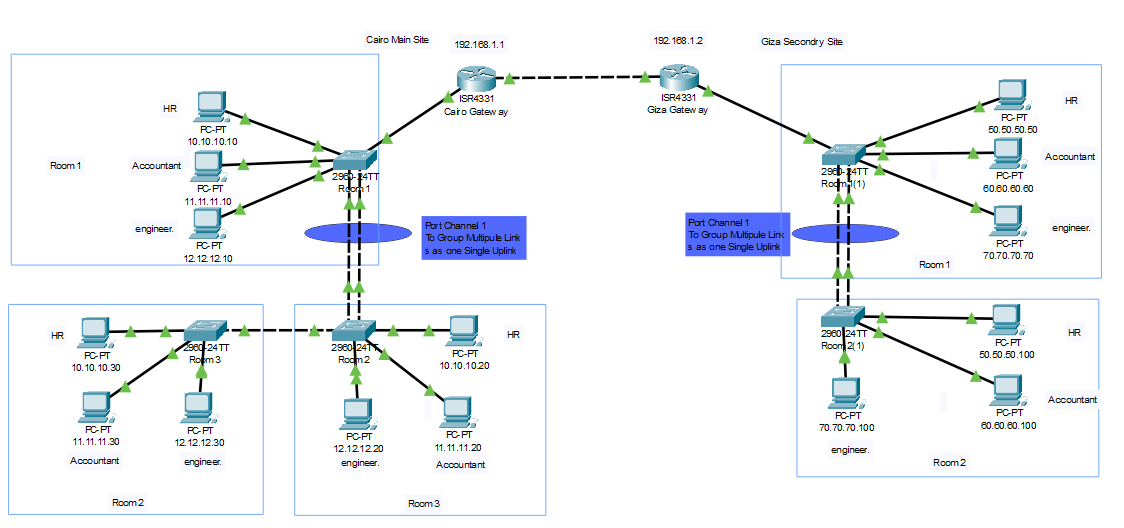 Cairo Main Site
192.168.1.1
192.168.1.2
Giza Secondry Site
ISR4331
Cairo Gateway
ISR4331
Giza Gateway
Room 1
HR
PC-PT
10.10.10.10
Accountant
PC-PT
11.11.11.10
engineer.
PC-PT
12.12.12.10
2960-24TT
Room 1
Port Channel 1
To Group Multipule Link
s as one Single Uplink
HR
PC-PT
10.10.10.30
2960-24TT
Room 3
PC-PT
11.11.11.30
Accountant
PC-PT
12.12.12.30
engineer.
Room 2
2960-24TT
Room 2
PC-PT
10.10.10.20
HR
PC-PT
12.12.12.20
engineer.
PC-PT
11.11.11.20
Accountant
Room 3
2960-24TT
Room 1(1)
PC-PT
50.50.50.50
HR
PC-PT
60.60.60.60
Accountant
PC-PT
70.70.70.70
engineer.
Room 1
Port Channel 1
To Group Multipule Link
s as one Single Uplink
2960-24TT
Room 2(1)
PC-PT
50.50.50.100
HR
PC-PT
60.60.60.100
Accountant
PC-PT
70.70.70.100
engineer.
Room 2